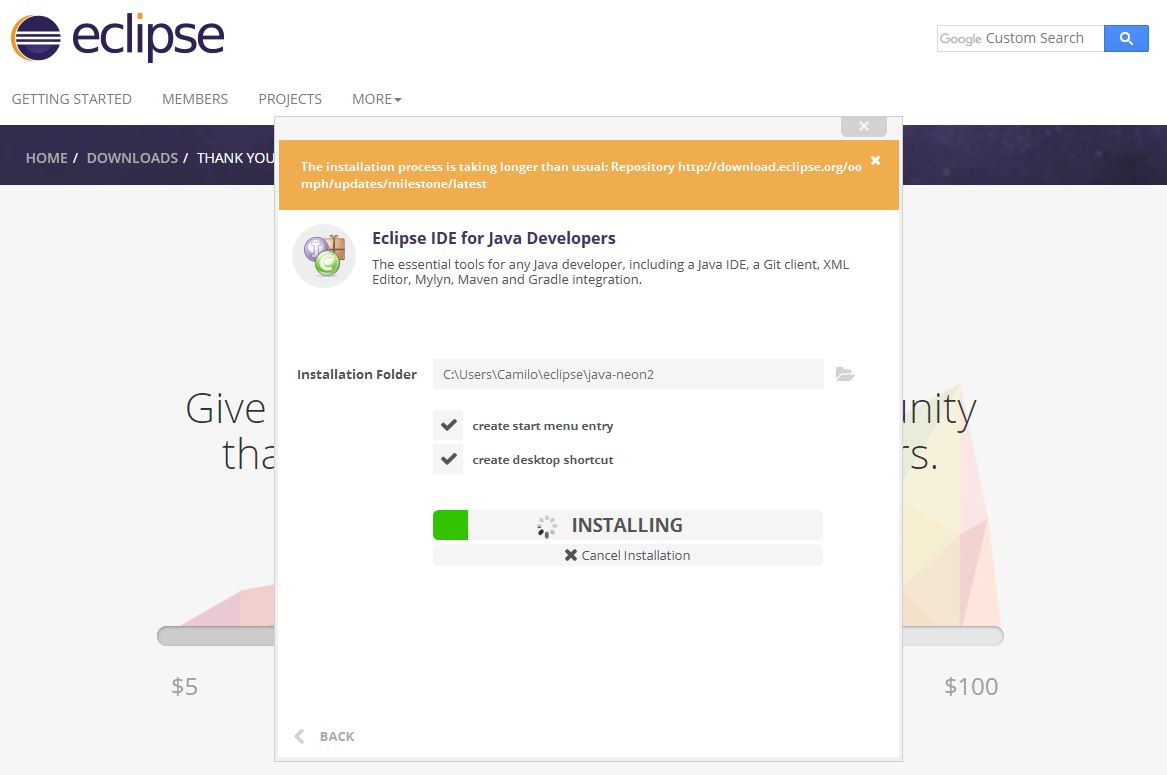 eclipse
Google Custom Search
GETTING STARTED MEMBERS PROJECTS MORE
HOME / DOWNLOADS / THANK YOU
The installation process is taking longer than usual: Repository http://download.eclipse.org/oo
mph/updates/milestone/latest
Eclipse IDE for Java Developers
The essential tools for any Java developer, including a Java IDE, a Git client, XML
Editor, Mylyn, Maven and Gradle integration.
Installation Folder C:\Users\Camilo\eclipse\java-neon2
Give unity
create start menu entry
tha rs.
create desktop shortcut
INSTALLING
Cancel Installation
$5 $100
BACK